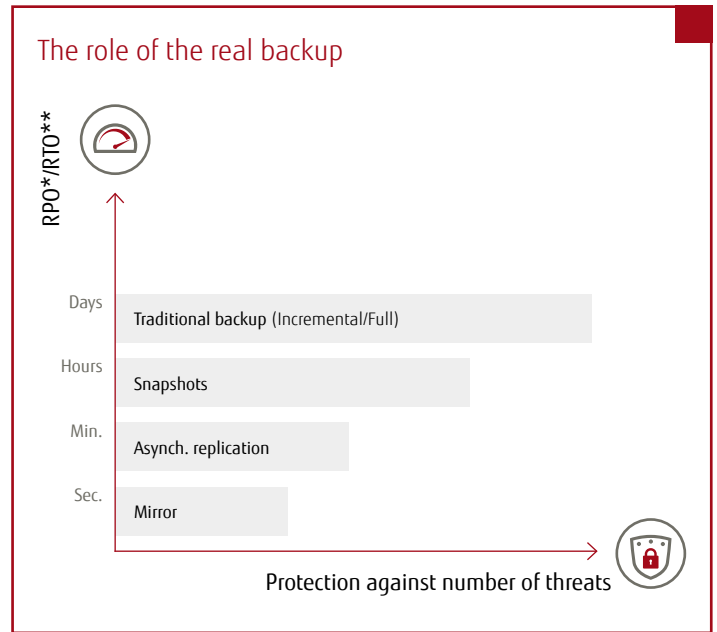 The role of the real backup
RPO*/RTO**
Days
Traditional backup (Incremental/Full)
Hours
Snapshots
Min.
Asynch. replication
Sec.
Mirror
Protection against number of threats